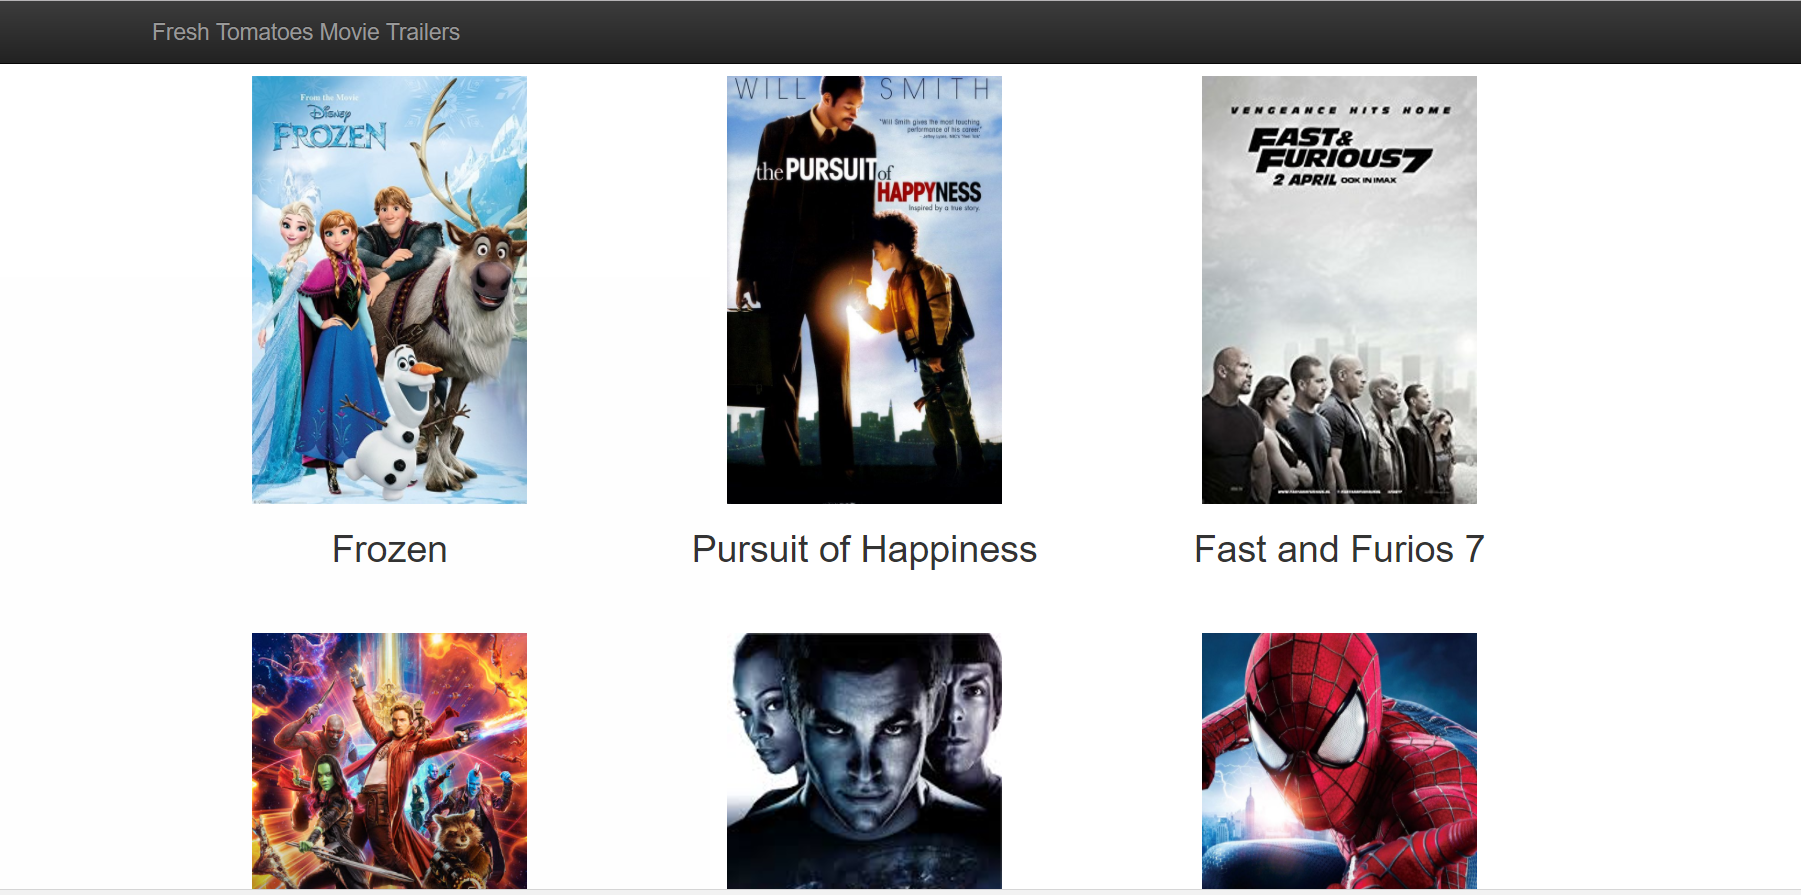 Fresh Tomatoes Movie Trailers
From the Movie
Disney
FROZEN
WILL SMITH
"Will Smith gives the most touching
performance of his career."
the PURSUIT of
HAPPYNESS
Inspired by a true story.
VENGEANCE HITS HOME
FAST &
FURIOUS 7
2 APRIL OOK IN IMAX
Frozen
Pursuit of Happiness
Fast and Furios 7